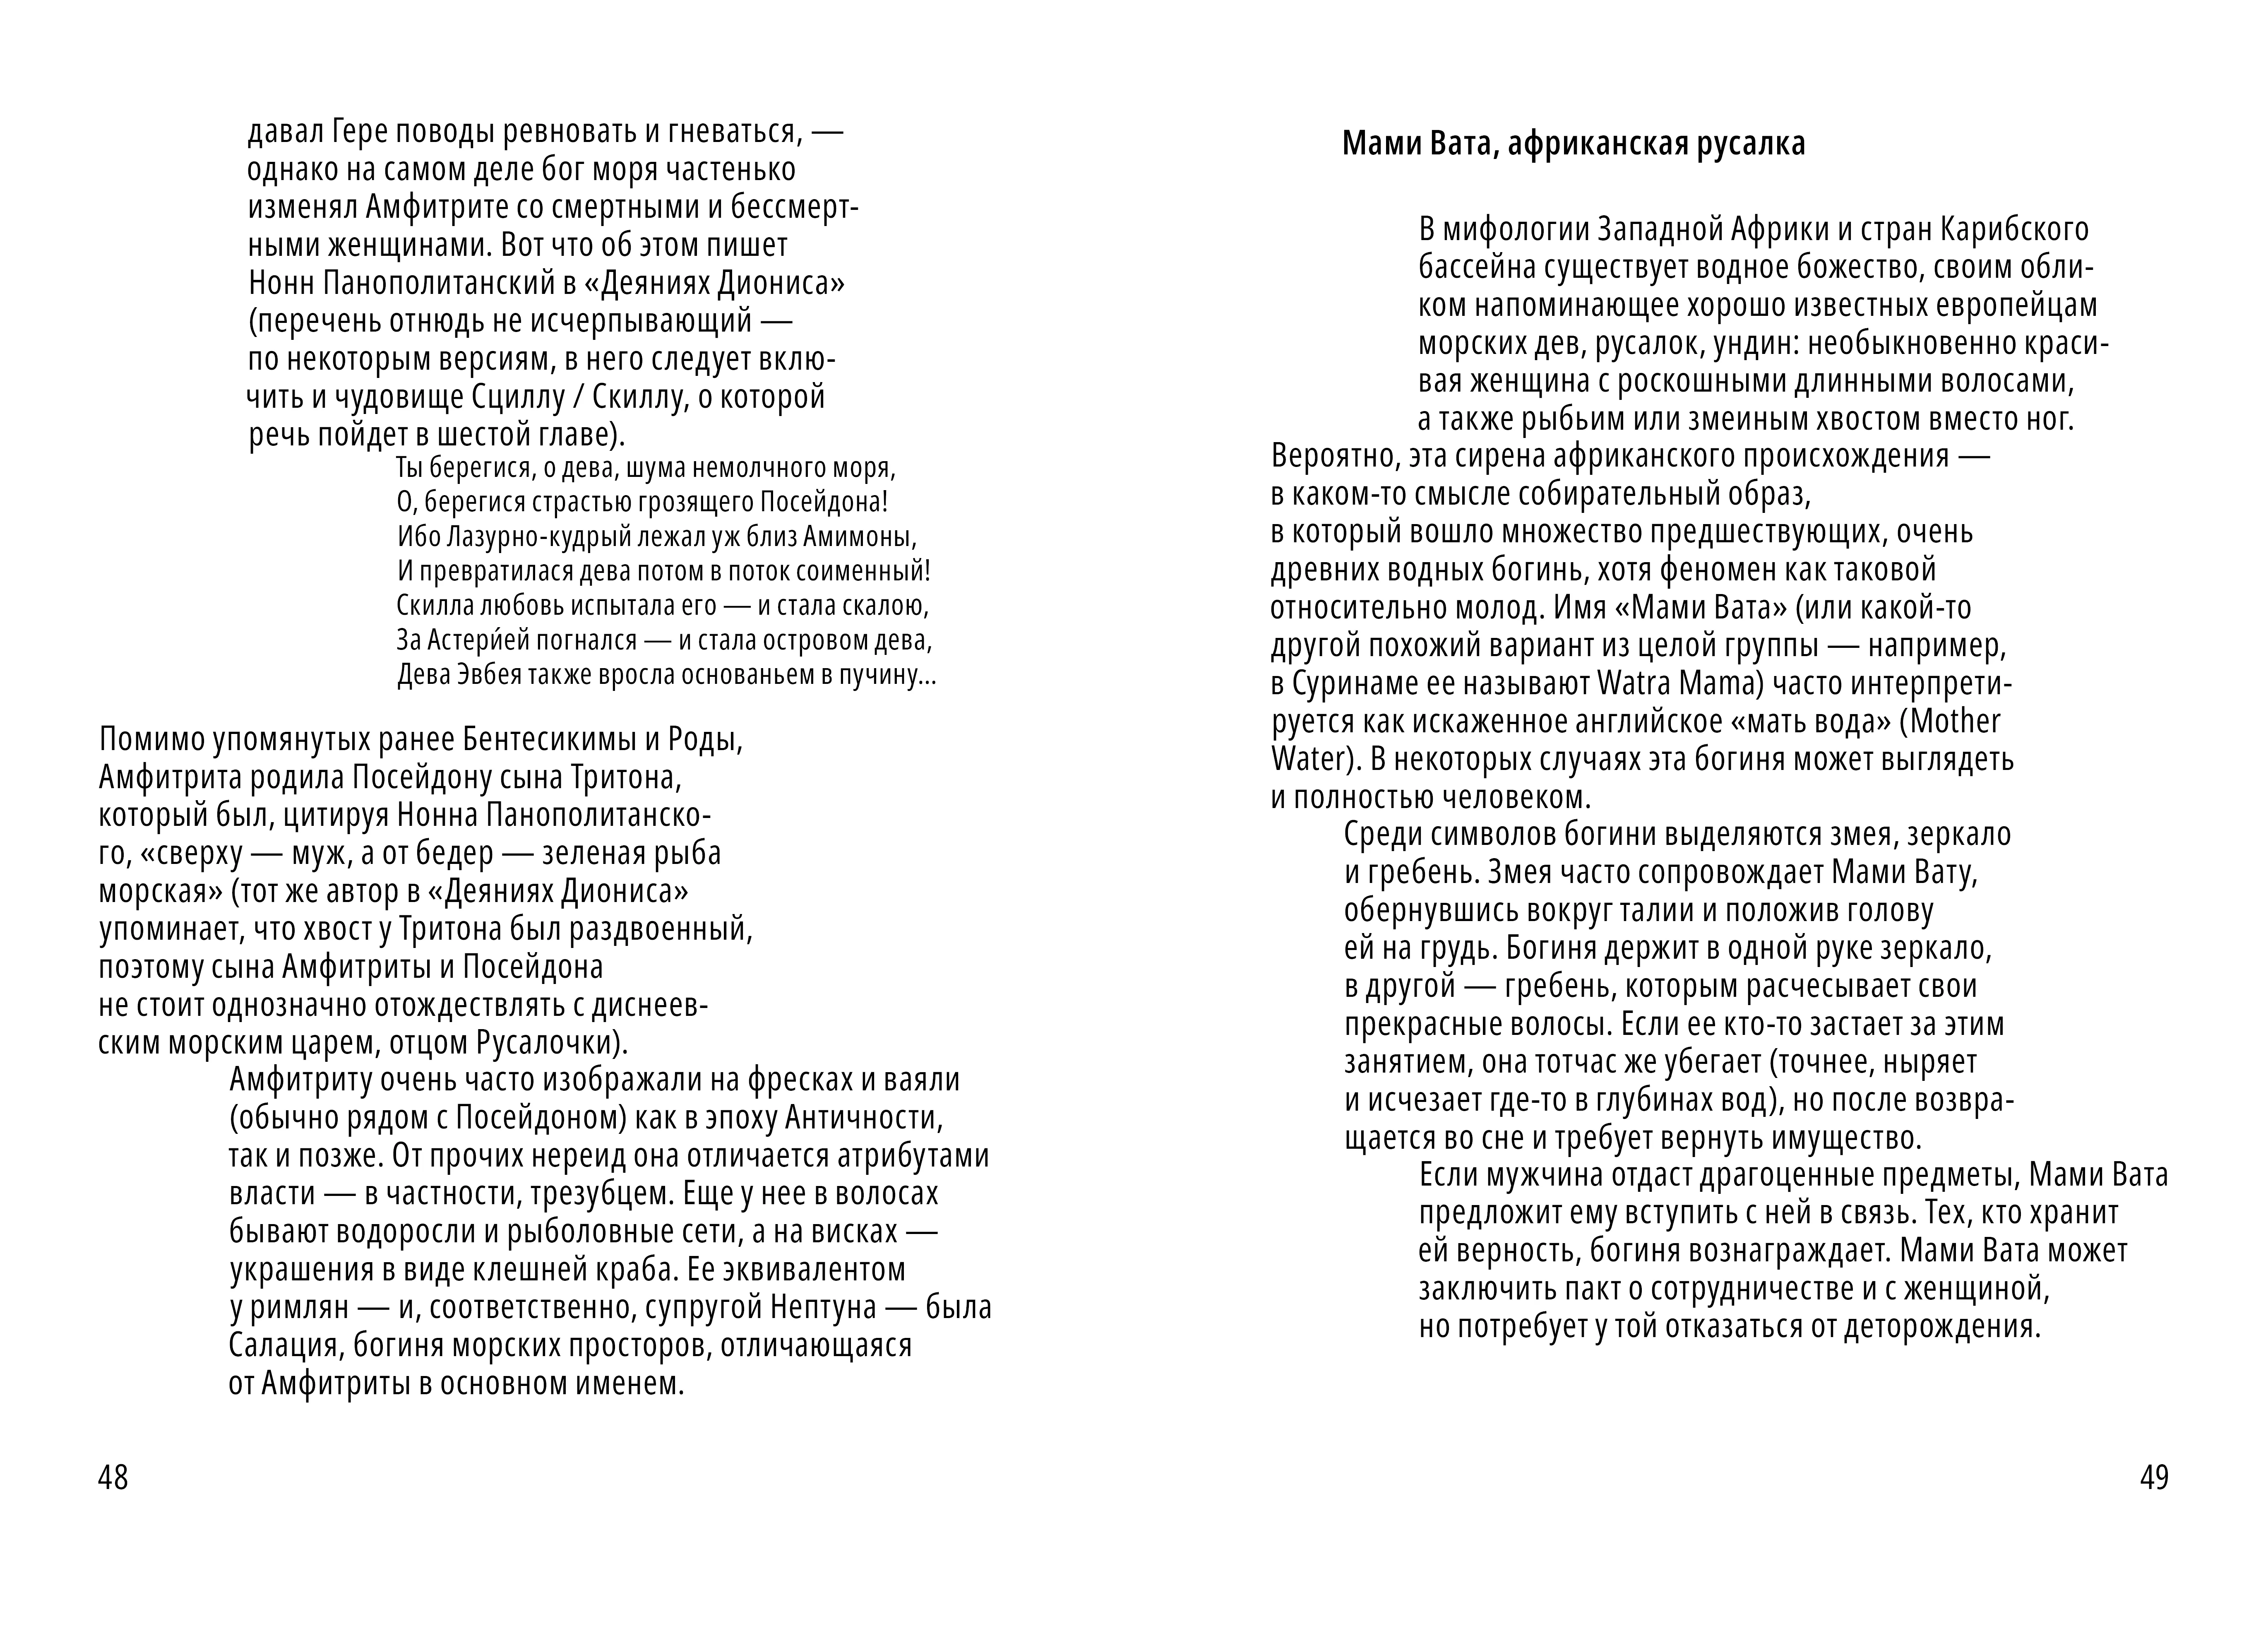 давал Гере поводы ревновать и гневаться, —
однако на самом деле бог моря частенько
изменял Амфитрите со смертными и бессмерт-
ными женщинами. Вот что об этом пишет
Нонн Панополитанский в «Деяниях Диониса»
(перечень отнюдь не исчерпывающий —
по некоторым версиям, в него следует вклю-
чить и чудовище Сциллу / Скиллу, о которой
речь пойдет в шестой главе).
Ты берегися, о дева, шума немолчного моря,
О, берегися страстью грозящего Посейдона!
Ибо Лазурно-кудрый лежал уж близ Амимоны,
И превратилася дева потом в поток соименный!
Скилла любовь испытала его — и стала скалою,
За Астери́ей погнался — и стала островом дева,
Дева Эвбея также вросла основаньем в пучину...
Помимо упомянутых ранее Бентесикимы и Роды,
Амфитрита родила Посейдону сына Тритона,
который был, цитируя Нонна Панополитанско-
го, «сверху — муж, а от бедер — зеленая рыба
морская» (тот же автор в «Деяниях Диониса»
упоминает, что хвост у Тритона был раздвоенный,
поэтому сына Амфитриты и Посейдона
не стоит однозначно отождествлять с диснеев-
ским морским царем, отцом Русалочки).
Амфитриту очень часто изображали на фресках и ваяли
(обычно рядом с Посейдоном) как в эпоху Античности,
так и позже. От прочих нереид она отличается атрибутами
власти — в частности, трезубцем. Еще у нее в волосах
бывают водоросли и рыболовные сети, а на висках —
украшения в виде клешней краба. Ее эквивалентом
у римлян — и, соответственно, супругой Нептуна — была
Салация, богиня морских просторов, отличающаяся
от Амфитриты в основном именем.
48
Мами Вата, африканская русалка
В мифологии Западной Африки и стран Карибского
бассейна существует водное божество, своим обли-
ком напоминающее хорошо известных европейцам
морских дев, русалок, ундин: необыкновенно краси-
вая женщина с роскошными длинными волосами,
а также рыбьим или змеиным хвостом вместо ног.
Вероятно, эта сирена африканского происхождения —
в каком-то смысле собирательный образ,
в который вошло множество предшествующих, очень
древних водных богинь, хотя феномен как таковой
относительно молод. Имя «Мами Вата» (или какой-то
другой похожий вариант из целой группы — например,
в Суринаме ее называют Watra Mama) часто интерпрети-
руется как искаженное английское «мать вода» (Mother
Water). В некоторых случаях эта богиня может выглядеть
и полностью человеком.
Среди символов богини выделяются змея, зеркало
и гребень. Змея часто сопровождает Мами Вату,
обернувшись вокруг талии и положив голову
ей на грудь. Богиня держит в одной руке зеркало,
в другой — гребень, которым расчесывает свои
прекрасные волосы. Если ее кто-то застает за этим
занятием, она тотчас же убегает (точнее, ныряет
и исчезает где-то в глубинах вод), но после возвра-
щается во сне и требует вернуть имущество.
Если мужчина отдаст драгоценные предметы, Мами Вата
предложит ему вступить с ней в связь. Тех, кто хранит
ей верность, богиня вознаграждает. Мами Вата может
заключить пакт о сотрудничестве и с женщиной,
но потребует у той отказаться от деторождения.
49